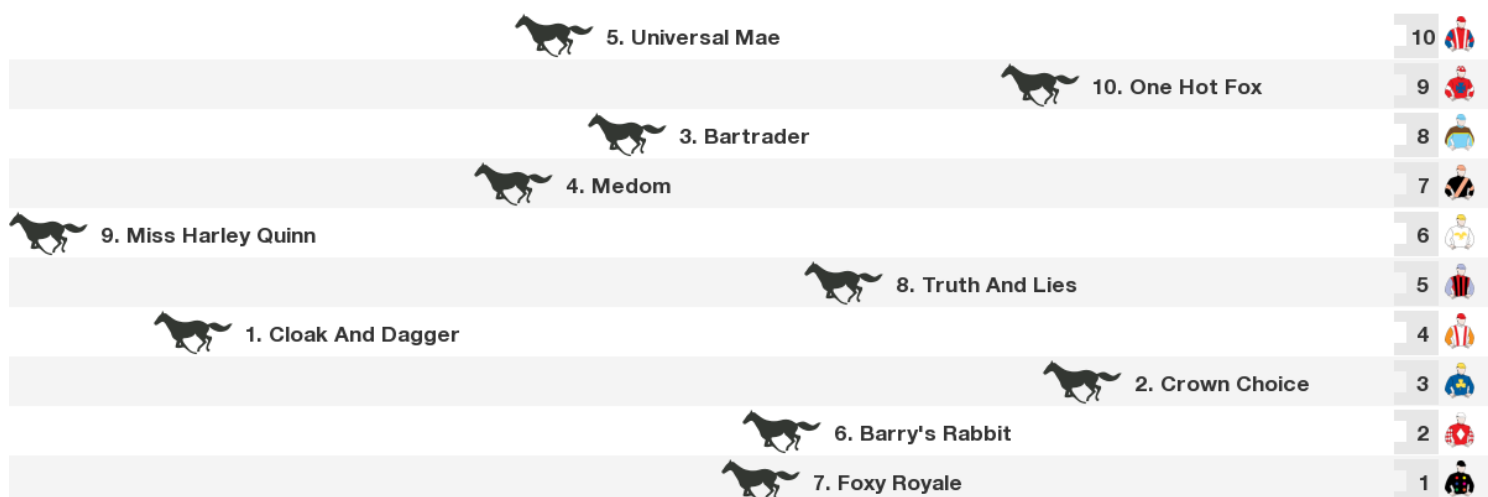 5. Universal Mae 10
10. One Hot Fox 9
3. Bartrader 8
4. Medom 7
9. Miss Harley Quinn 6
8. Truth And Lies 5
1. Cloak And Dagger 4
2. Crown Choice 3
6. Barry's Rabbit 2
7. Foxy Royale 1